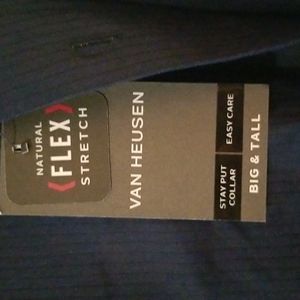 NATURAL
FLEX
STRETCH
VAN HEUSEN
STAY PUT
COLLAR
EASY CARE
BIG & TALL